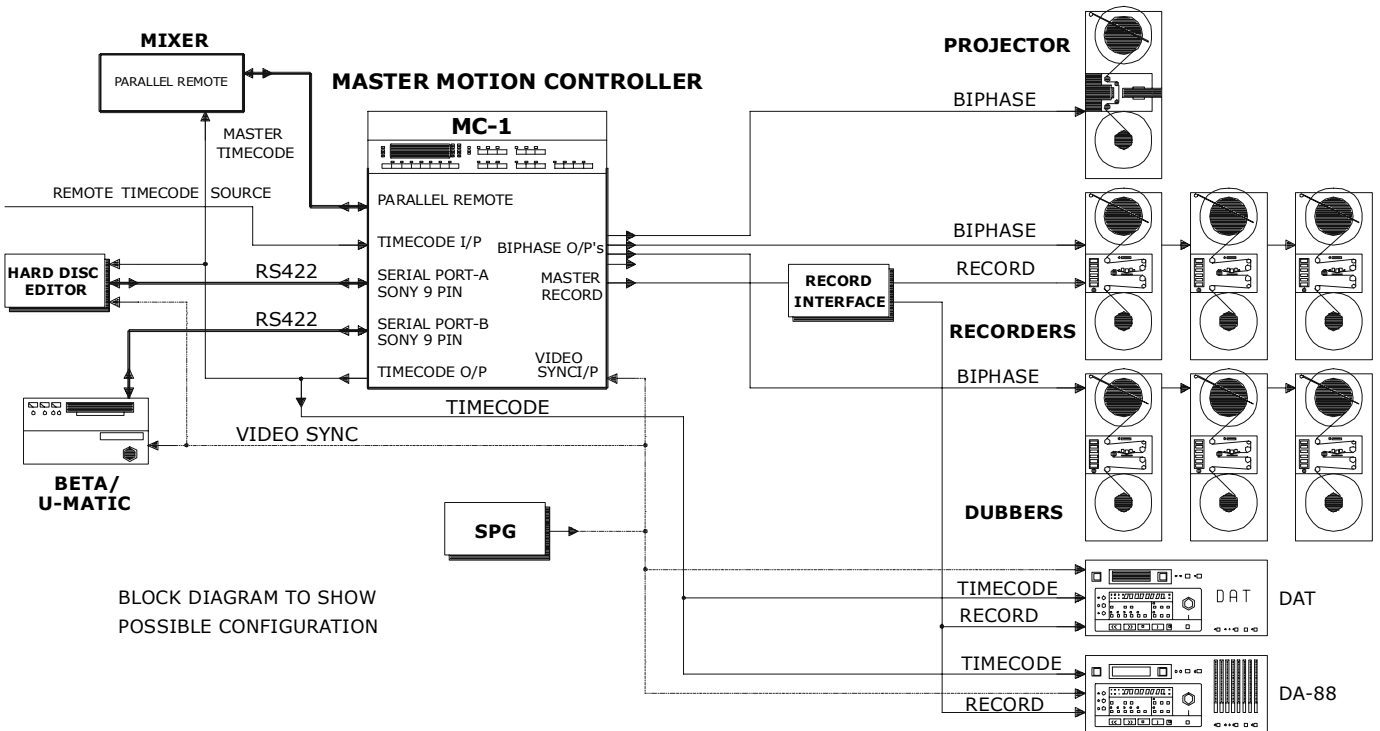 MIXER
PARALLEL REMOTE
MASTER MOTION CONTROLLER
MC-1
PROJECTOR
BIPHASE
MASTER
TIMECODE
REMOTE TIMECODE SOURCE
PARALLEL REMOTE
TIMECODE I/P
BIPHASE O/P's
BIPHASE
HARD DISC
EDITOR
RS422
SERIAL PORT-A
SONY 9 PIN
MASTER
RECORD
RECORD
INTERFACE
RECORD
RS422
SERIAL PORT-B
SONY 9 PIN
RECORDERS
TIMECODE O/P
VIDEO
SYNCI/P
BIPHASE
TIMECODE
VIDEO SYNC
BETA/
U-MATIC
SPG
DUBBERS
BLOCK DIAGRAM TO SHOW
POSSIBLE CONFIGURATION
TIMECODE
RECORD
DAT
DAT
TIMECODE
RECORD
DA-88